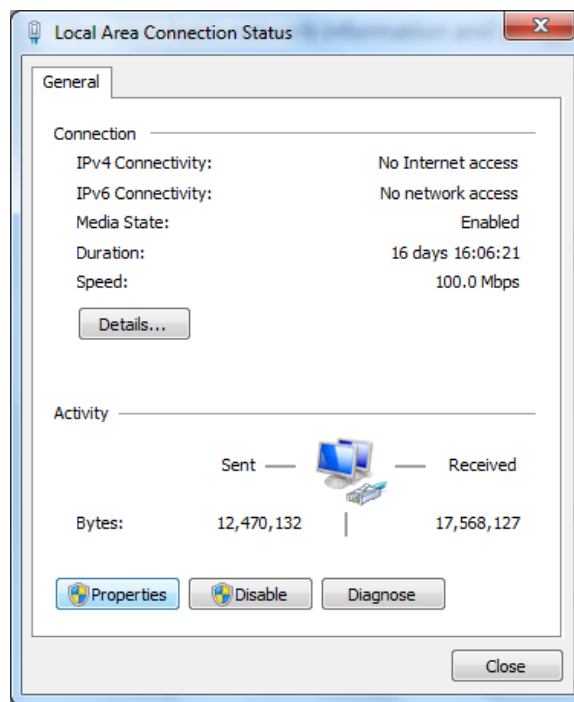 Local Area Connection Status
General
Connection
IPv4 Connectivity: No Internet access
IPv6 Connectivity: No network access
Media State: Enabled
Duration: 16 days 16:06:21
Speed: 100.0 Mbps
Details...
Activity
Sent Received
Bytes: 12,470,132 17,568,127
Properties Disable Diagnose
Close